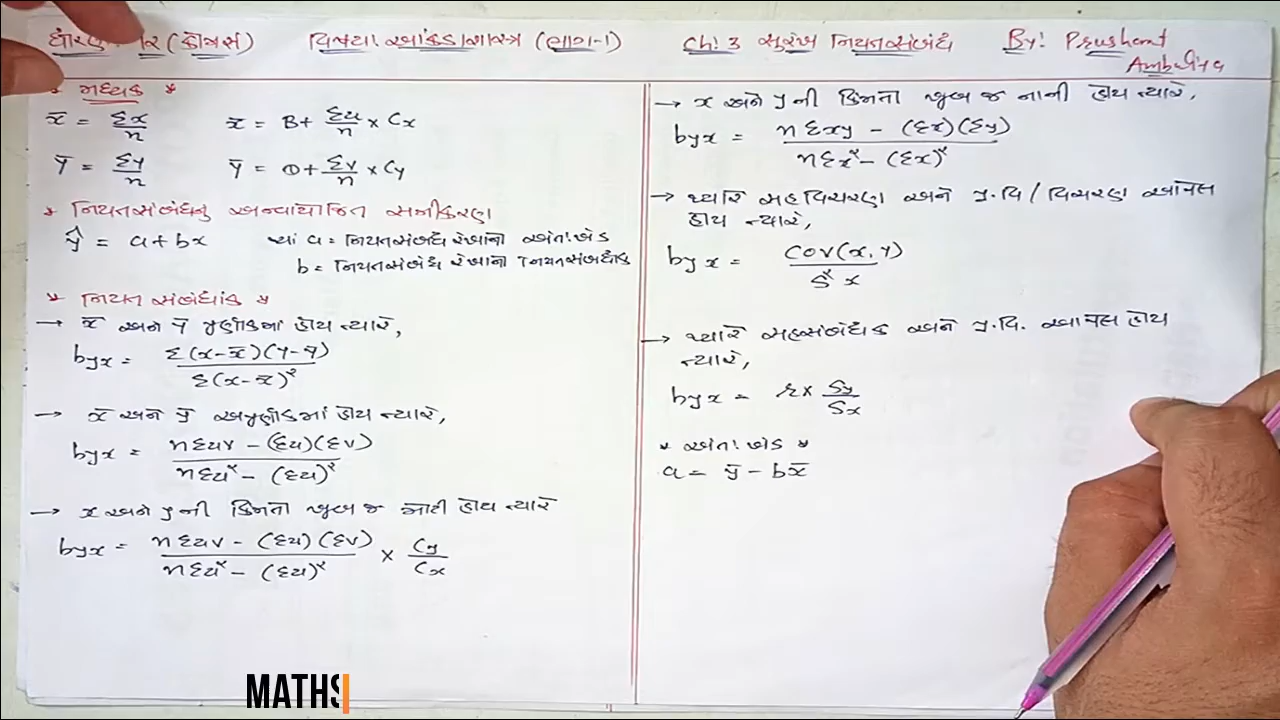 ધોરણ : 12 (કોમર્સ) વિષય: આંકડાશાસ્ત્ર (ભાગ-1) Ch: 3 સુરેખ નિયતસંબંધ By: Prashant Ambaliya
* મધ્યક *
x̄ = Σx/n x̄ = A + Σu/n × Cx
ȳ = Σy/n ȳ = B + Σv/n × Cy
* નિયતસંબંધનું અન્વાયોજિત સમીકરણ
ŷ = a + bx જ્યાં a = નિયતસંબંધ રેખાનો અંત:ખંડ
b = નિયતસંબંધ રેખાનો નિયતસંબંધાંક
* નિયત સંબંધાંક *
→ x̄ અને ȳ પૂર્ણાંકમાં હોય ત્યારે,
byx = Σ(x-x̄)(y-ȳ) / Σ(x-x̄)²
→ x̄ અને ȳ અપૂર્ણાંકમાં હોય ત્યારે,
byx = nΣuv - (Σu)(Σv) / nΣu² - (Σu)²
→ x અને y ની કિંમતો ખુબ જ મોટી હોય ત્યારે
byx = nΣuv - (Σu)(Σv) / nΣu² - (Σu)² × Cy/Cx
→ x અને y ની કિંમતો ખુબ જ નાની હોય ત્યારે,
byx = nΣxy - (Σx)(Σy) / nΣx² - (Σx)²
→ જ્યારે સહવિચરણ અને પ્ર.વિ / વિચરણ આપેલ
હોય ત્યારે,
byx = COV(x,y) / S²x
→ જ્યારે સહસંબંધાંક અને પ્ર.વિ. આપેલ હોય
ત્યારે,
byx = r × Sy/Sx
* અંત:ખંડ *
a = ȳ - bx̄
MATHS